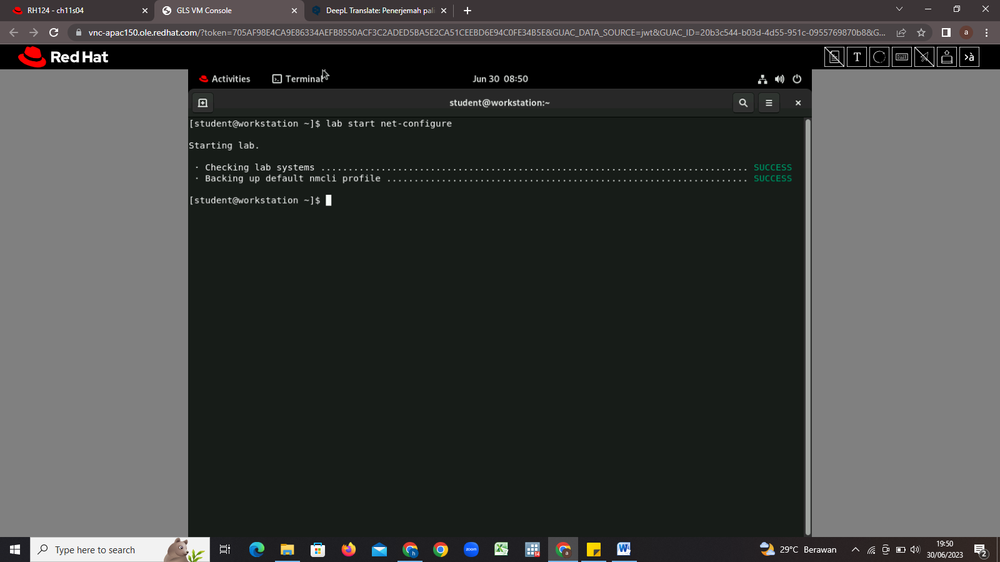 RH124 - ch11s04
GLS VM Console
DeepL Translate: Penerjemah pali
vnc-apac150.ole.redhat.com/?token=705AF98E4CA9E86334AEFB8550ACF3C2ADED5BA5E2CA51CEEBD6E94C0FE34B5E&GUAC_DATA_SOURCE=jwt&GUAC_ID=20b3c544-b03d-4d55-951c-0955769870b8&G...
a
Red Hat
T
>à
Activities
Terminal
Jun 30 08:50
student@workstation:~
[student@workstation ~]$ lab start net-configure
Starting lab.
· Checking lab systems .............................................................................. SUCCESS
· Backing up default nmcli profile .................................................................. SUCCESS
[student@workstation ~]$
Type here to search
h
zoom
14
a
W
29°C Berawan
19:50
30/06/2023
2